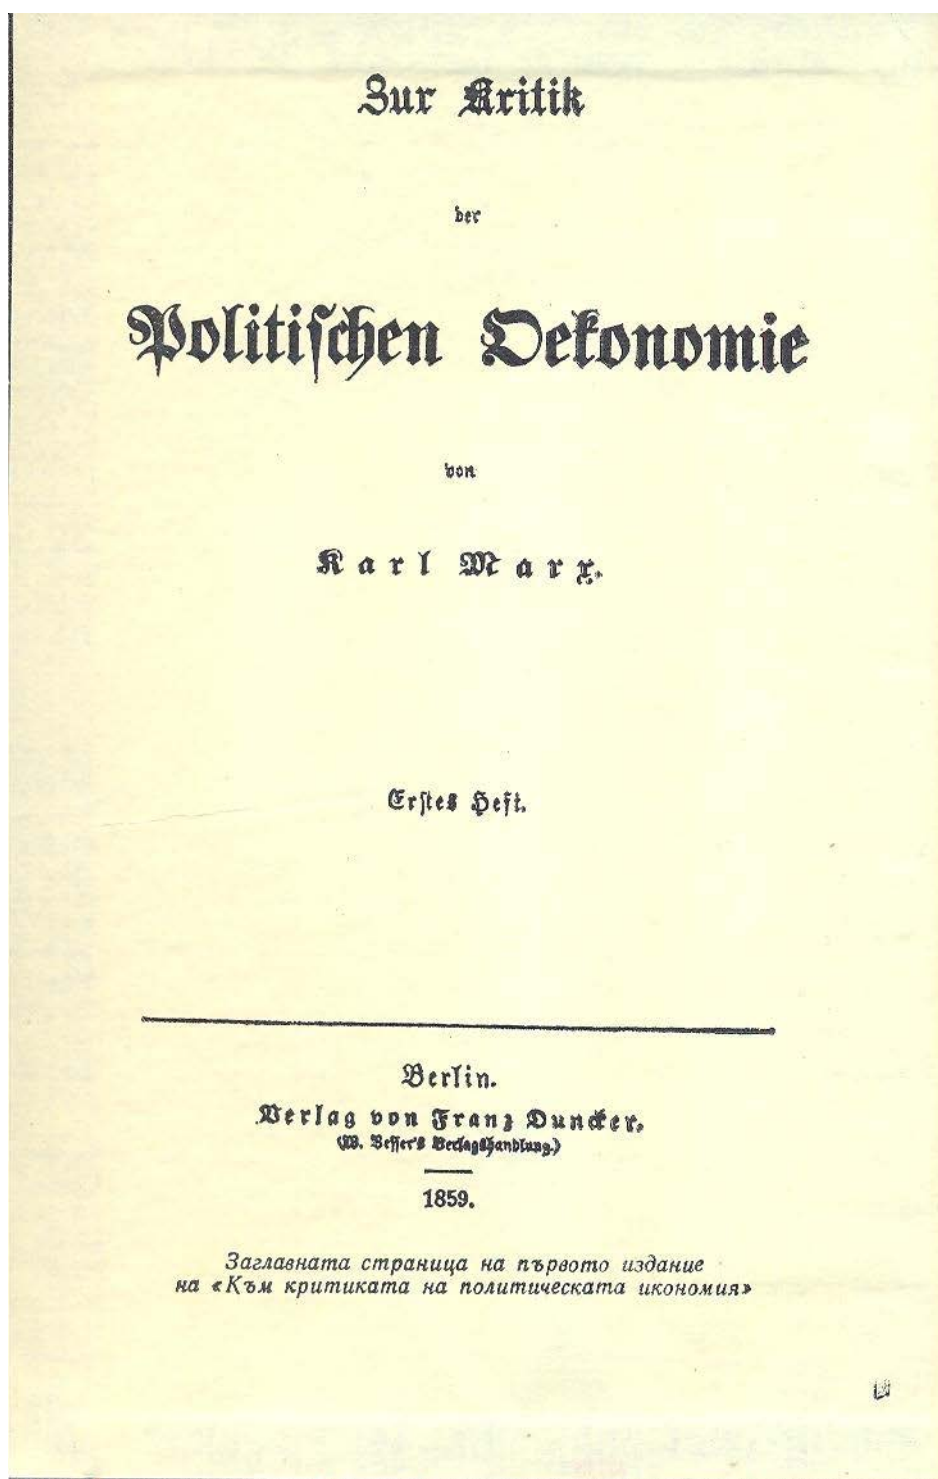 Zur Kritik
der
Politiſchen Oekonomie
von
Karl Marx.
Erſtes Heft.
Berlin.
Verlag von Franz Duncker.
(W. Beſſer's Verlagshandlung.)
1859.
Заглавната страница на първото издание
на «Към критиката на политическата икономия»